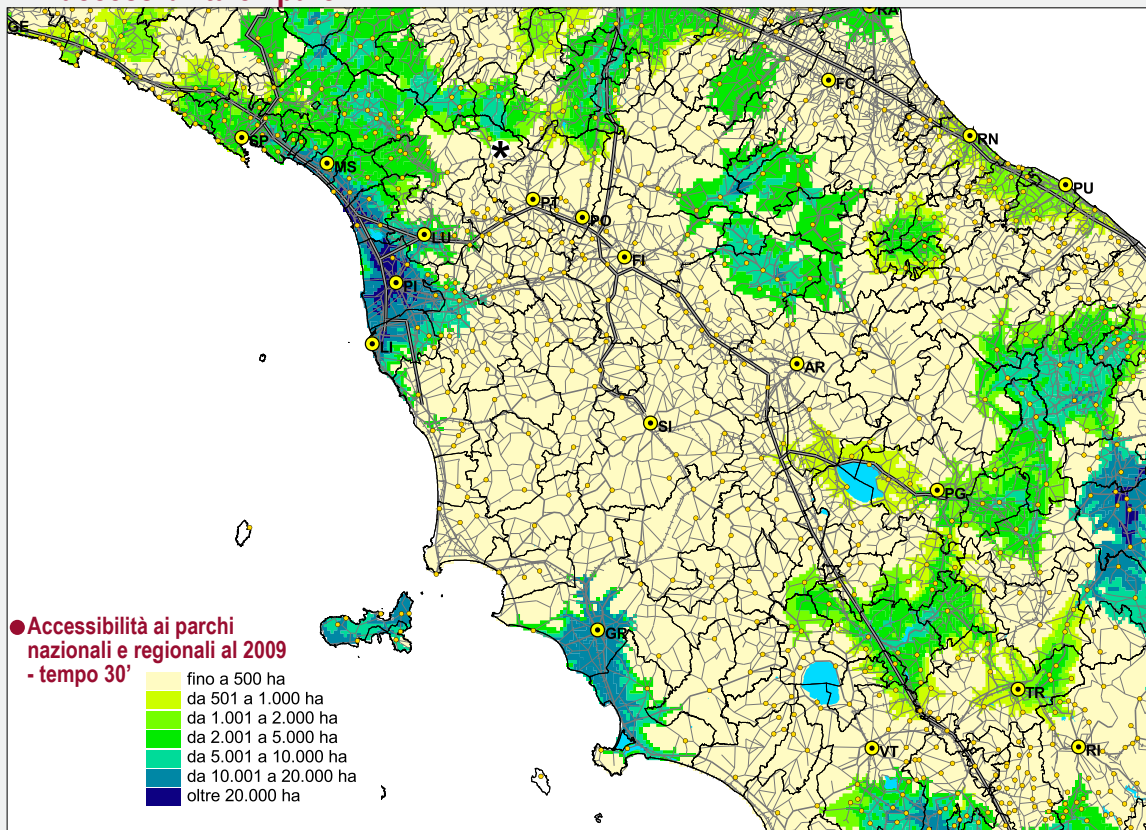 GE
RA
FC
SP
RN
MS
*
PU
PT
PO
LU
FI
PI
LI
AR
SI
PG
● Accessibilità ai parchi
nazionali e regionali al 2009
- tempo 30'
GR
fino a 500 ha
da 501 a 1.000 ha
TR
da 1.001 a 2.000 ha
da 2.001 a 5.000 ha
VT
RI
da 5.001 a 10.000 ha
da 10.001 a 20.000 ha
oltre 20.000 ha